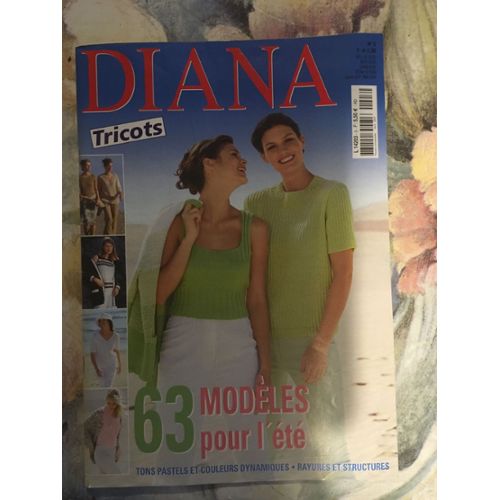 DIANA
Tricots
63 MODÈLES
pour l'été
TONS PASTELS ET COULEURS DYNAMIQUES • RAYURES ET STRUCTURES